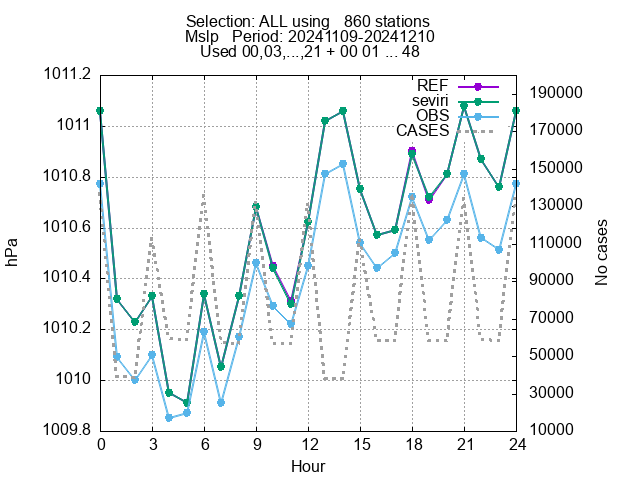 Selection: ALL using   860 stations
Mslp   Period: 20241109-20241210
Used 00,03,...,21 + 00 01 ... 48
REF
seviri
OBS
CASES
1011.2
1011
1010.8
1010.6
1010.4
1010.2
1010
1009.8
hPa
190000
170000
150000
130000
110000
90000
70000
50000
30000
10000
No cases
0 3 6 9 12 15 18 21 24
Hour